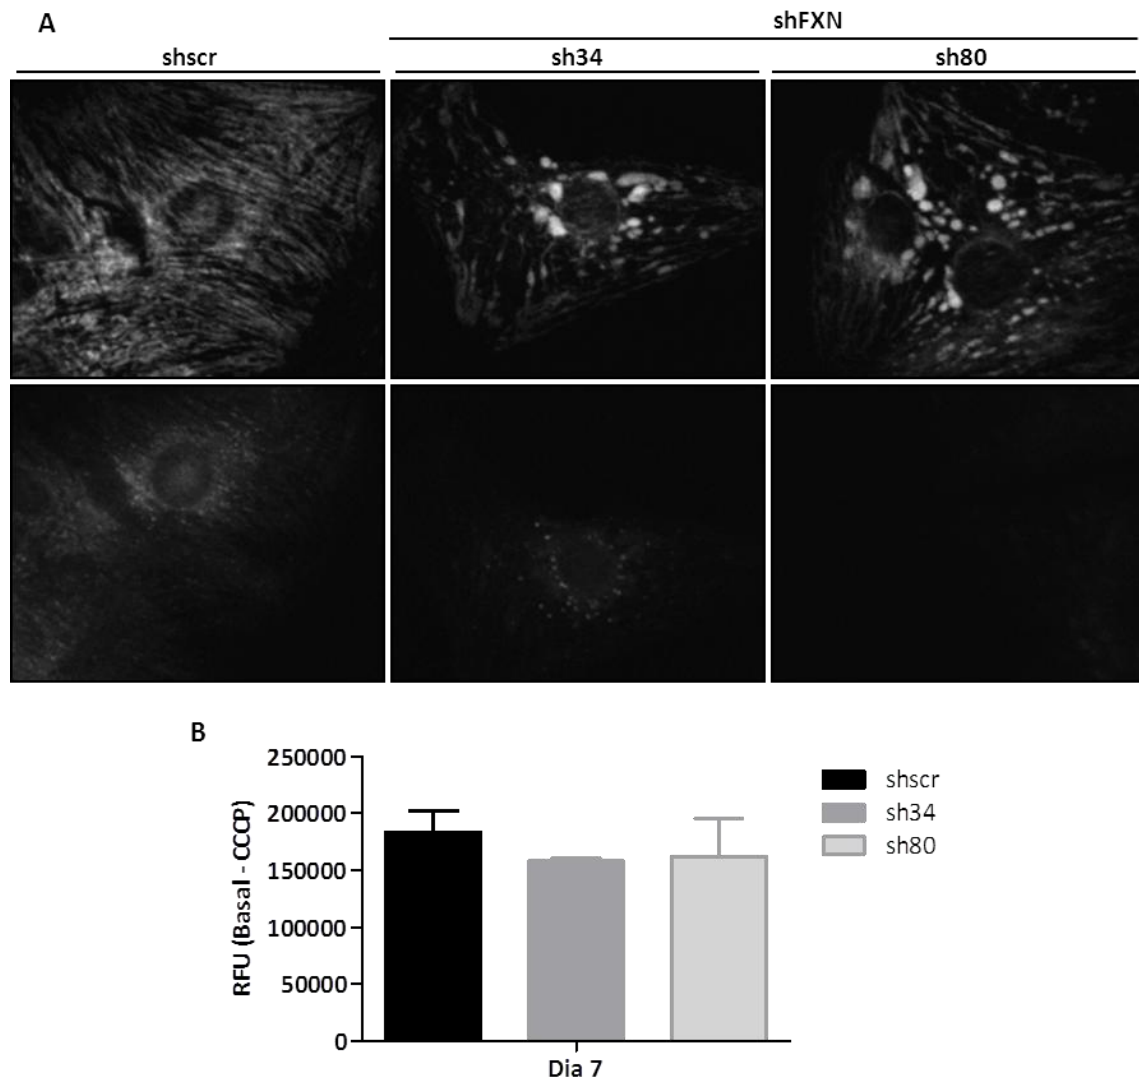 A
shFXN
shscr
sh34
sh80
B
250000
200000
150000
100000
50000
0
RFU (Basal - CCCP)
Dia 7
shscr
sh34
sh80